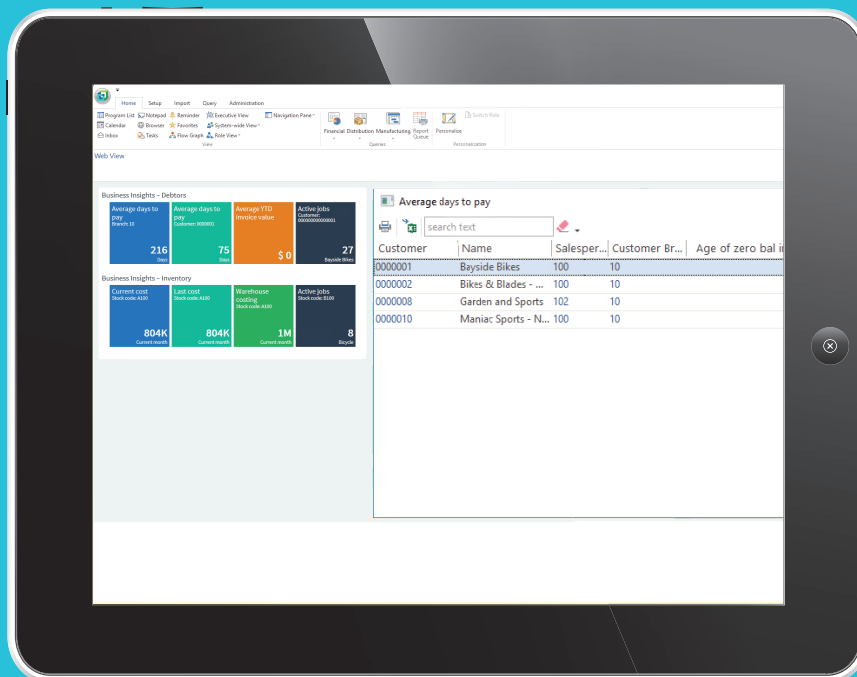 Home Setup Import Query Administration
Program List Notepad Reminder Executive View Navigation Pane
Calendar Browser Favorites System-wide View
Inbox Tasks Flow Graph Role View
View
Financial Distribution Manufacturing Report Queue Personalize
Queries
Switch Role
Personalization
Web View
Business Insights – Debtors
Average days to pay
Branch: 10
216
Days
Average days to pay
Customer: 0000001
75
Days
Average YTD invoice value
$ 0
Active jobs
Customer:
000000000000001
27
Bayside Bikes
Business Insights – Inventory
Current cost
Stock code: A100
804K
Current month
Last cost
Stock code: A100
804K
Current month
Warehouse costing
Stock code: A100
1M
Current month
Active jobs
Stock code: B100
8
Bicycle
Average days to pay
search text
Customer Name Salesper... Customer Br... Age of zero bal
0000001 Bayside Bikes 100 10
0000002 Bikes & Blades - ... 100 10
0000008 Garden and Sports 102 10
0000010 Maniac Sports - N... 100 10